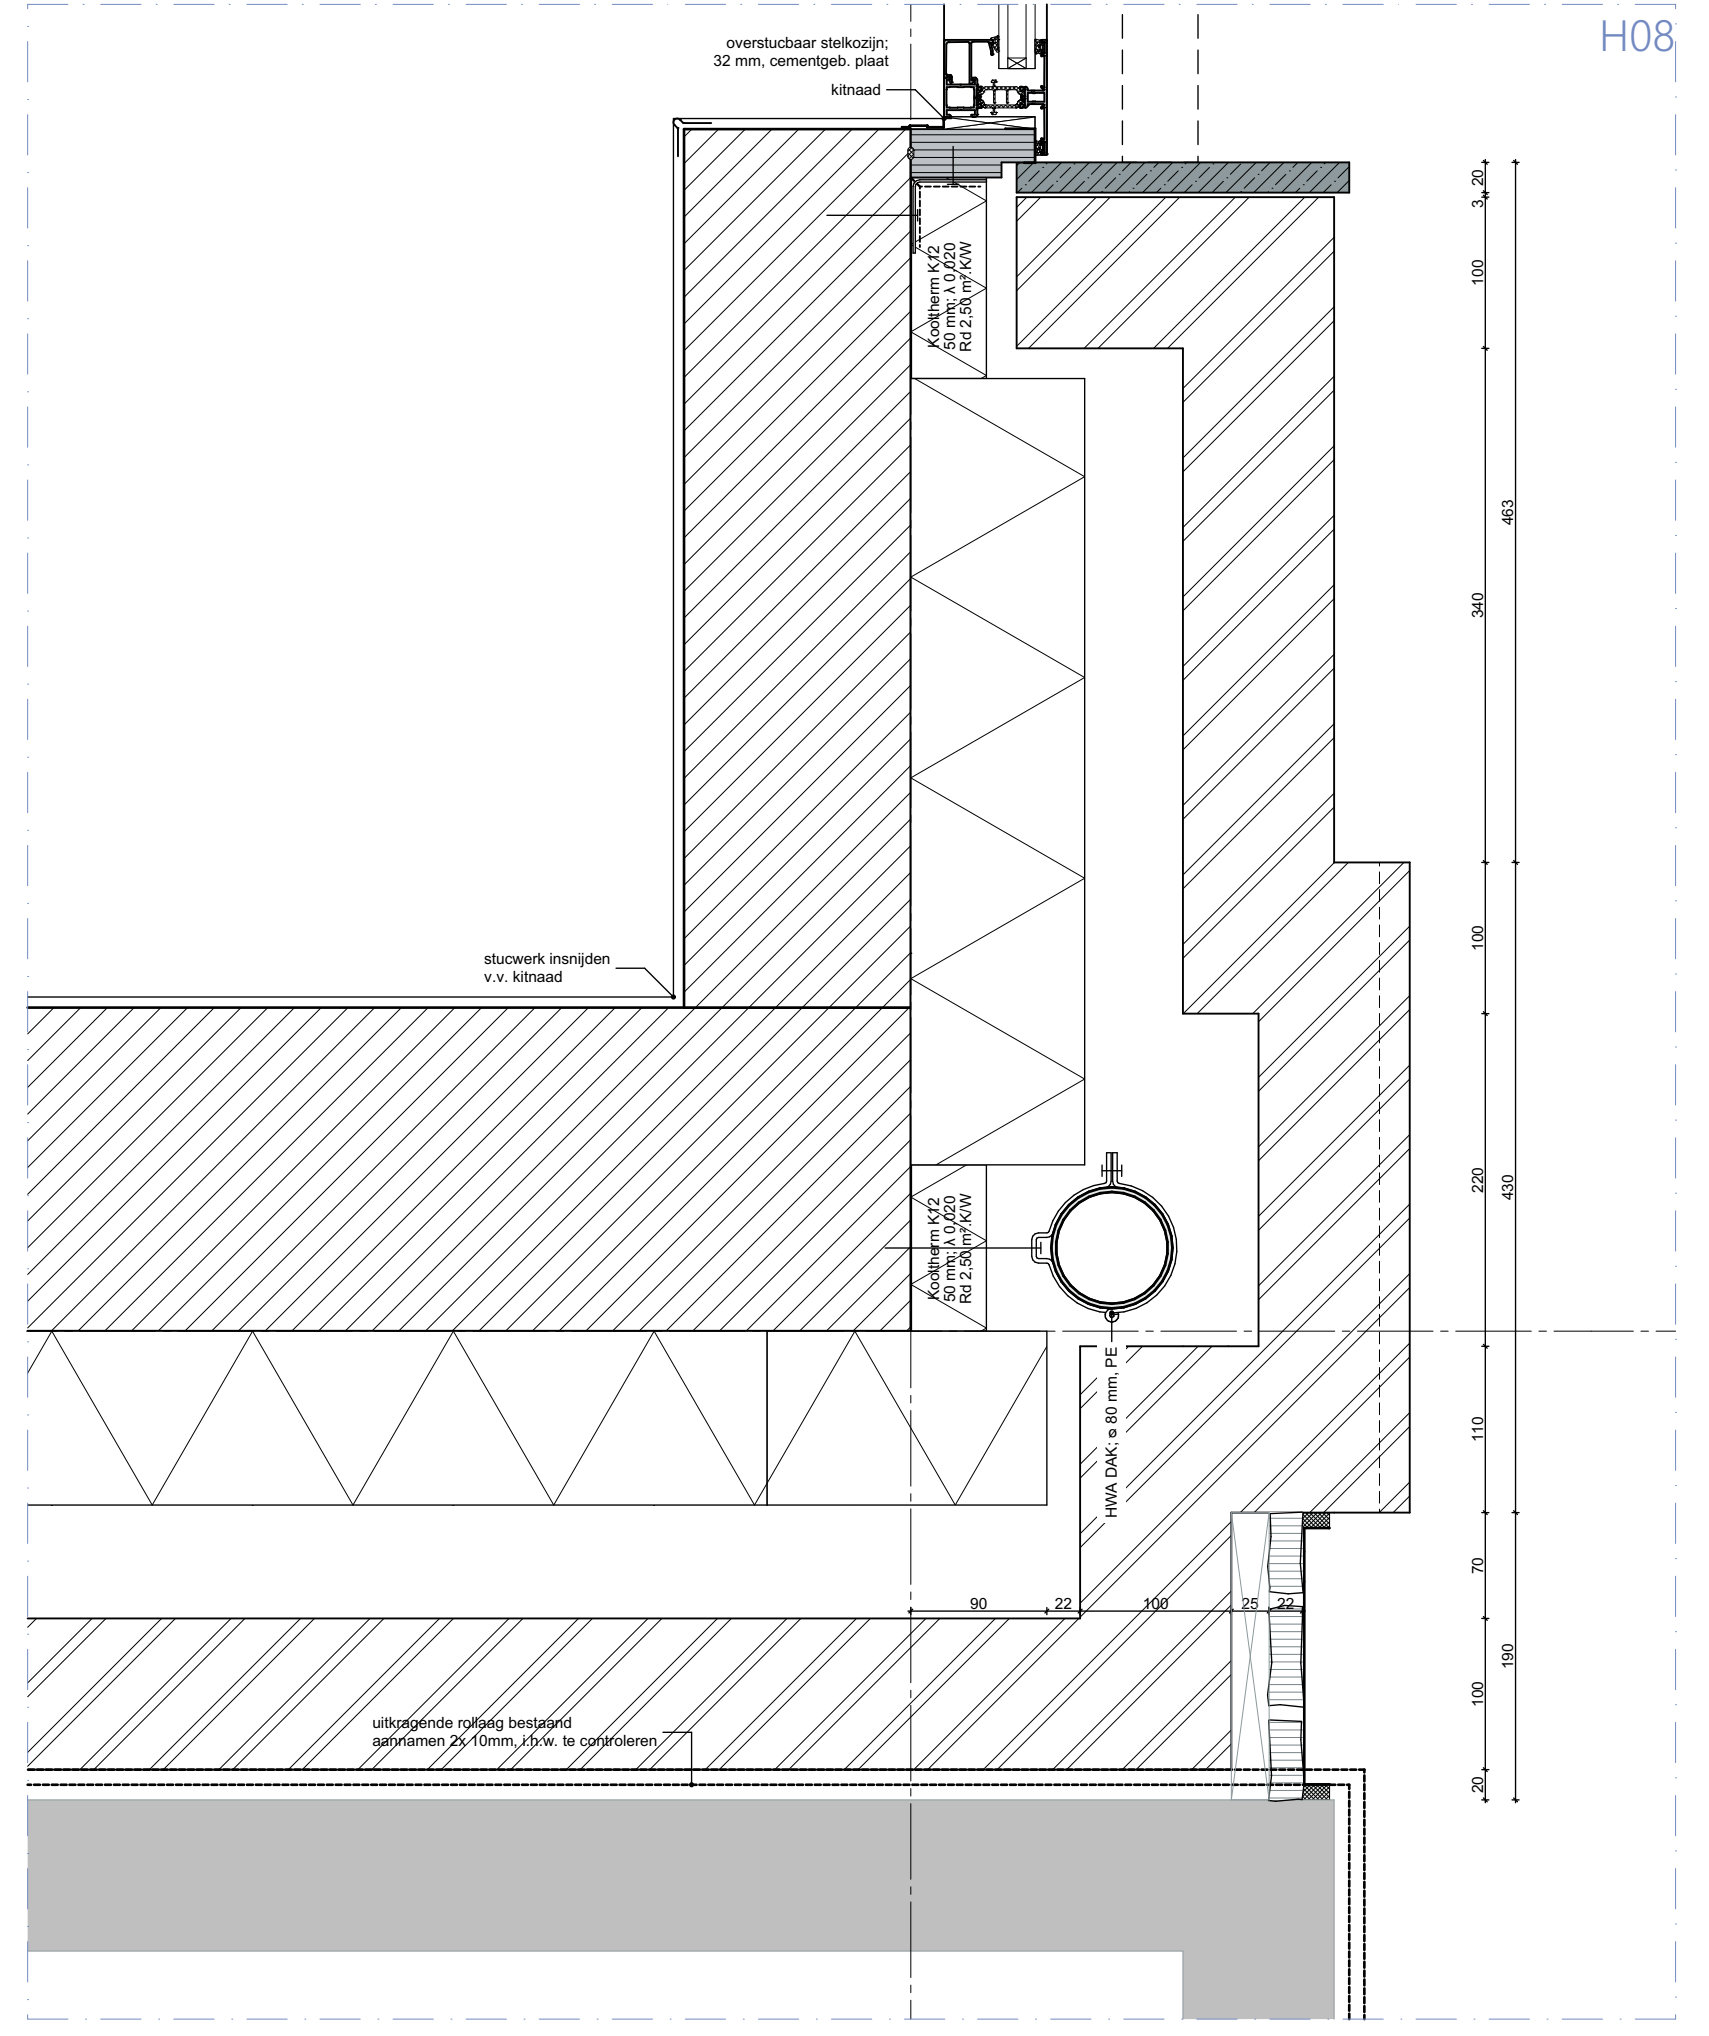 H08
overstucbaar stelkozijn;
32 mm, cementgeb. plaat
kitnaad
20
3
100
340
463
Kooltherm K12
50 mm; λ 0,020
Rd 2,50 m².K/W
stucwerk insnijden
v.v. kitnaad
100
220
430
110
Kooltherm K12
50 mm; λ 0,020
Rd 2,50 m².K/W
HWA DAK; ø 80 mm, PE
90
22
100
25
22
70
100
190
20
uitkragende rollaag bestaand
aannamen 2x 10mm, i.h.w. te controleren